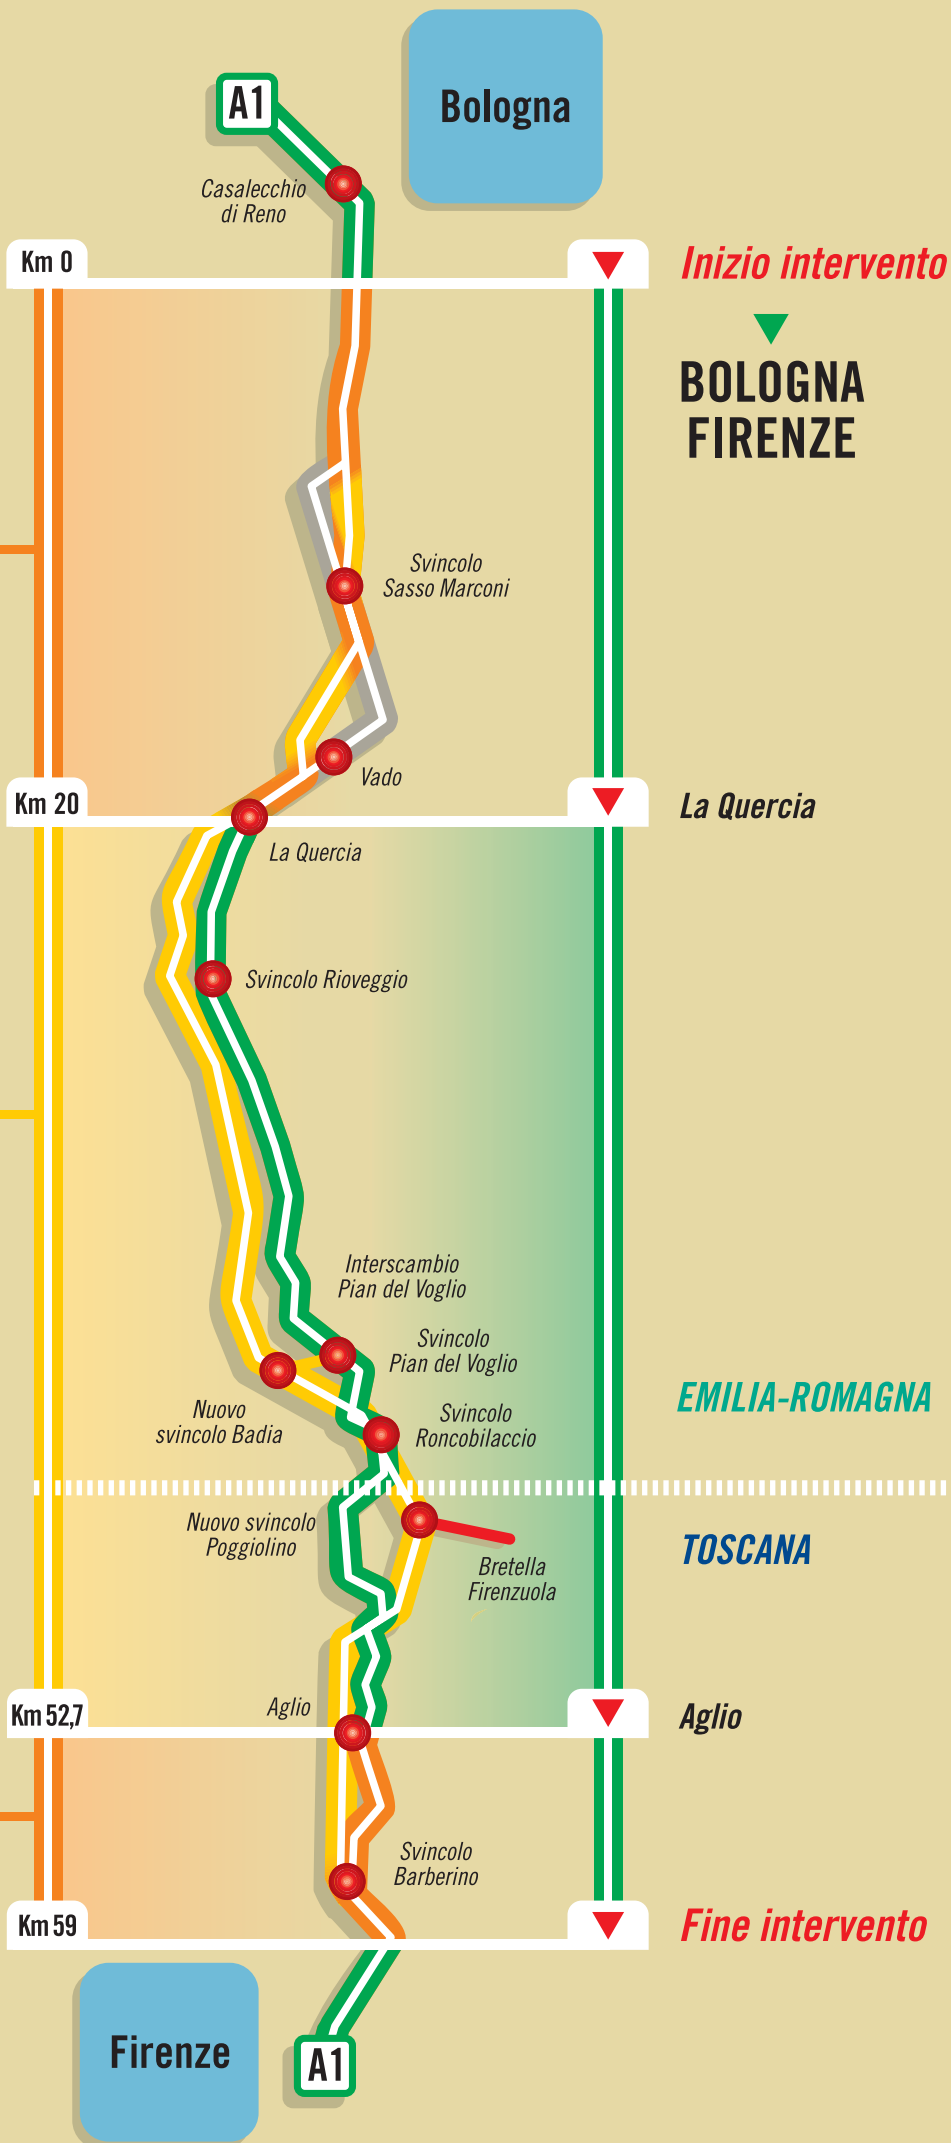 Bologna
A1
Casalecchio
di Reno
Km 0
Inizio intervento
BOLOGNA
FIRENZE
Svincolo
Sasso Marconi
Vado
Km 20
La Quercia
La Quercia
Svincolo Rioveggio
Interscambio
Pian del Voglio
Svincolo
Pian del Voglio
EMILIA-ROMAGNA
Nuovo
svincolo Badia
Svincolo
Roncobilaccio
Nuovo svincolo
Poggiolino
TOSCANA
Bretella
Firenzuola
Aglio
Km 52,7
Aglio
Svincolo
Barberino
Km 59
Fine intervento
Firenze
A1